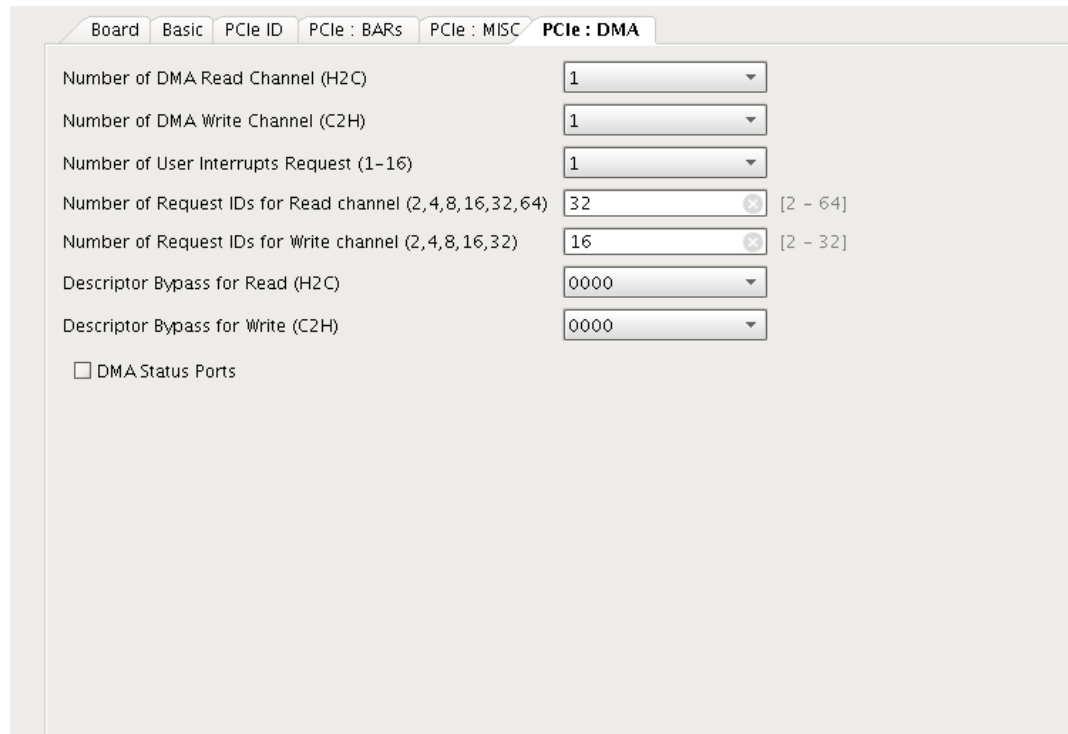 Board Basic PCIe ID PCIe : BARs PCIe : MISC PCIe : DMA
Number of DMA Read Channel (H2C) 1
Number of DMA Write Channel (C2H) 1
Number of User Interrupts Request (1-16) 1
Number of Request IDs for Read channel (2,4,8,16,32,64) 32 [2 - 64]
Number of Request IDs for Write channel (2,4,8,16,32) 16 [2 - 32]
Descriptor Bypass for Read (H2C) 0000
Descriptor Bypass for Write (C2H) 0000
DMA Status Ports